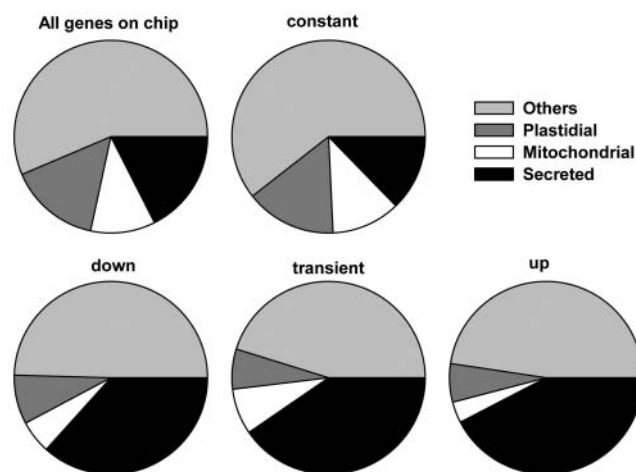 All genes on chip
constant
Others
Plastidial
Mitochondrial
Secreted
down
transient
up